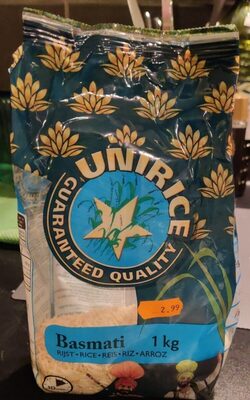 UNIRICE
GUARANTEED QUALITY
2.99
Basmati 1 kg
RIJST • RICE • REIS • RIZ • ARROZ